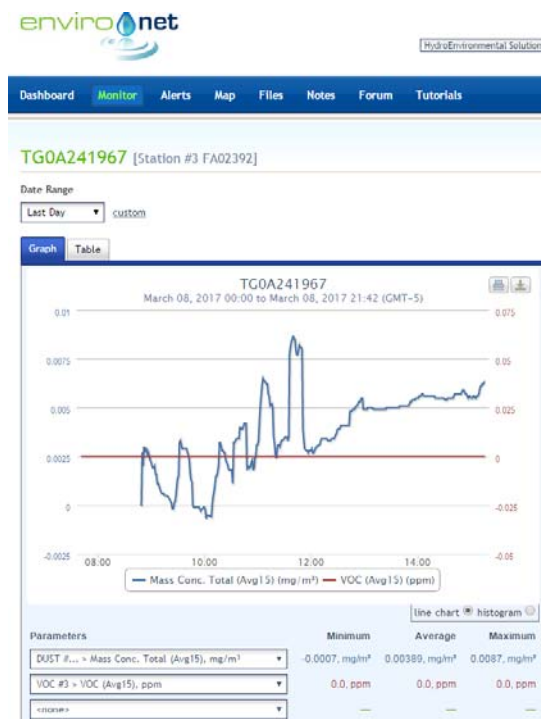 enviro net
HydroEnvironmental Solution
Dashboard Monitor Alerts Map Files Notes Forum Tutorials
TG0A241967 [Station #3 FA02392]
Date Range
Last Day custom
Graph Table
TG0A241967
March 08, 2017 00:00 to March 08, 2017 21:42 (GMT-5)
0.01 0.075
0.0075 0.05
0.005 0.025
0.0025 0
0 -0.025
-0.0025 -0.05
08:00 10:00 12:00 14:00
Mass Conc. Total (Avg15) (mg/m³) VOC (Avg15) (ppm)
line chart histogram
Parameters Minimum Average Maximum
DUST #... > Mass Conc. Total (Avg15), mg/m³ -0.0007, mg/m³ 0.00389, mg/m³ 0.0087, mg/m³
VOC #3 > VOC (Avg15), ppm 0.0, ppm 0.0, ppm 0.0, ppm
<none> — — —